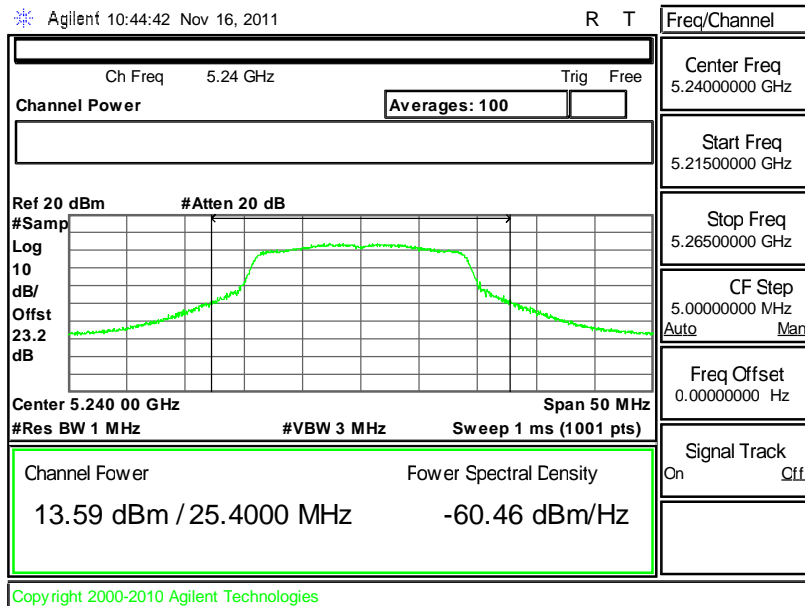 Agilent 10:44:42 Nov 16, 2011 R T
Ch Freq 5.24 GHz Trig Free
Channel Power Averages: 100
Ref 20 dBm #Atten 20 dB
#Samp
Log
10
dB/
Offst
23.2
dB
Center 5.240 00 GHz Span 50 MHz
#Res BW 1 MHz #VBW 3 MHz Sweep 1 ms (1001 pts)
Channel Power Power Spectral Density
13.59 dBm / 25.4000 MHz -60.46 dBm/Hz
Copyright 2000-2010 Agilent Technologies
Freq/Channel
Center Freq
5.24000000 GHz
Start Freq
5.21500000 GHz
Stop Freq
5.26500000 GHz
CF Step
5.00000000 MHz
Auto Man
Freq Offset
0.00000000 Hz
Signal Track
On Off